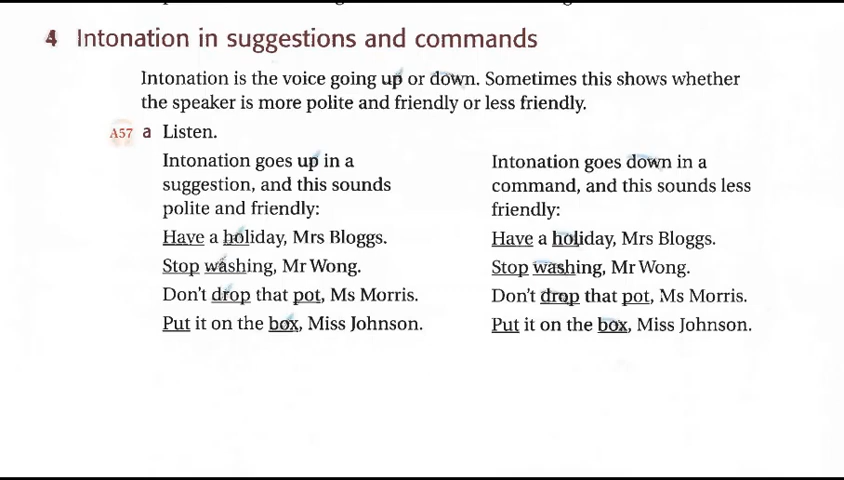 4 Intonation in suggestions and commands
Intonation is the voice going up or down. Sometimes this shows whether
the speaker is more polite and friendly or less friendly.
A57 a Listen.
Intonation goes up in a
suggestion, and this sounds
polite and friendly:
Have a holiday, Mrs Bloggs.
Stop washing, Mr Wong.
Don't drop that pot, Ms Morris.
Put it on the box, Miss Johnson.
Intonation goes down in a
command, and this sounds less
friendly:
Have a holiday, Mrs Bloggs.
Stop washing, Mr Wong.
Don't drop that pot, Ms Morris.
Put it on the box, Miss Johnson.